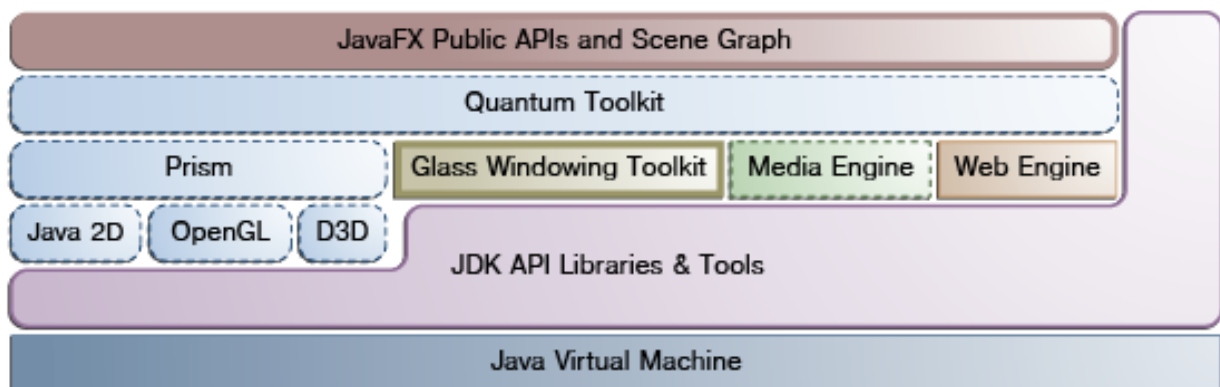 JavaFX Public APIs and Scene Graph
Quantum Toolkit
Prism
Glass Windowing Toolkit
Media Engine
Web Engine
Java 2D
OpenGL
D3D
JDK API Libraries & Tools
Java Virtual Machine